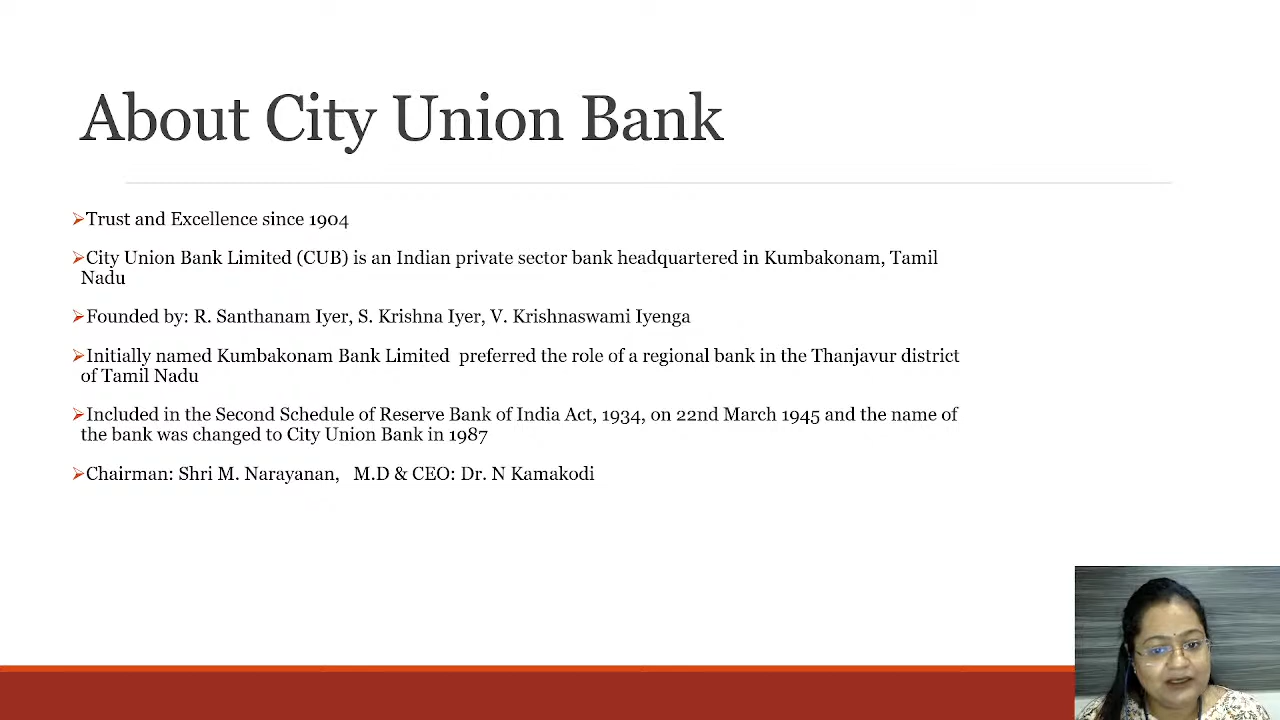 About City Union Bank
➢Trust and Excellence since 1904
➢City Union Bank Limited (CUB) is an Indian private sector bank headquartered in Kumbakonam, Tamil
Nadu
➢Founded by: R. Santhanam Iyer, S. Krishna Iyer, V. Krishnaswami Iyenga
➢Initially named Kumbakonam Bank Limited  preferred the role of a regional bank in the Thanjavur district
of Tamil Nadu
➢Included in the Second Schedule of Reserve Bank of India Act, 1934, on 22nd March 1945 and the name of
the bank was changed to City Union Bank in 1987
➢Chairman: Shri M. Narayanan,   M.D & CEO: Dr. N Kamakodi